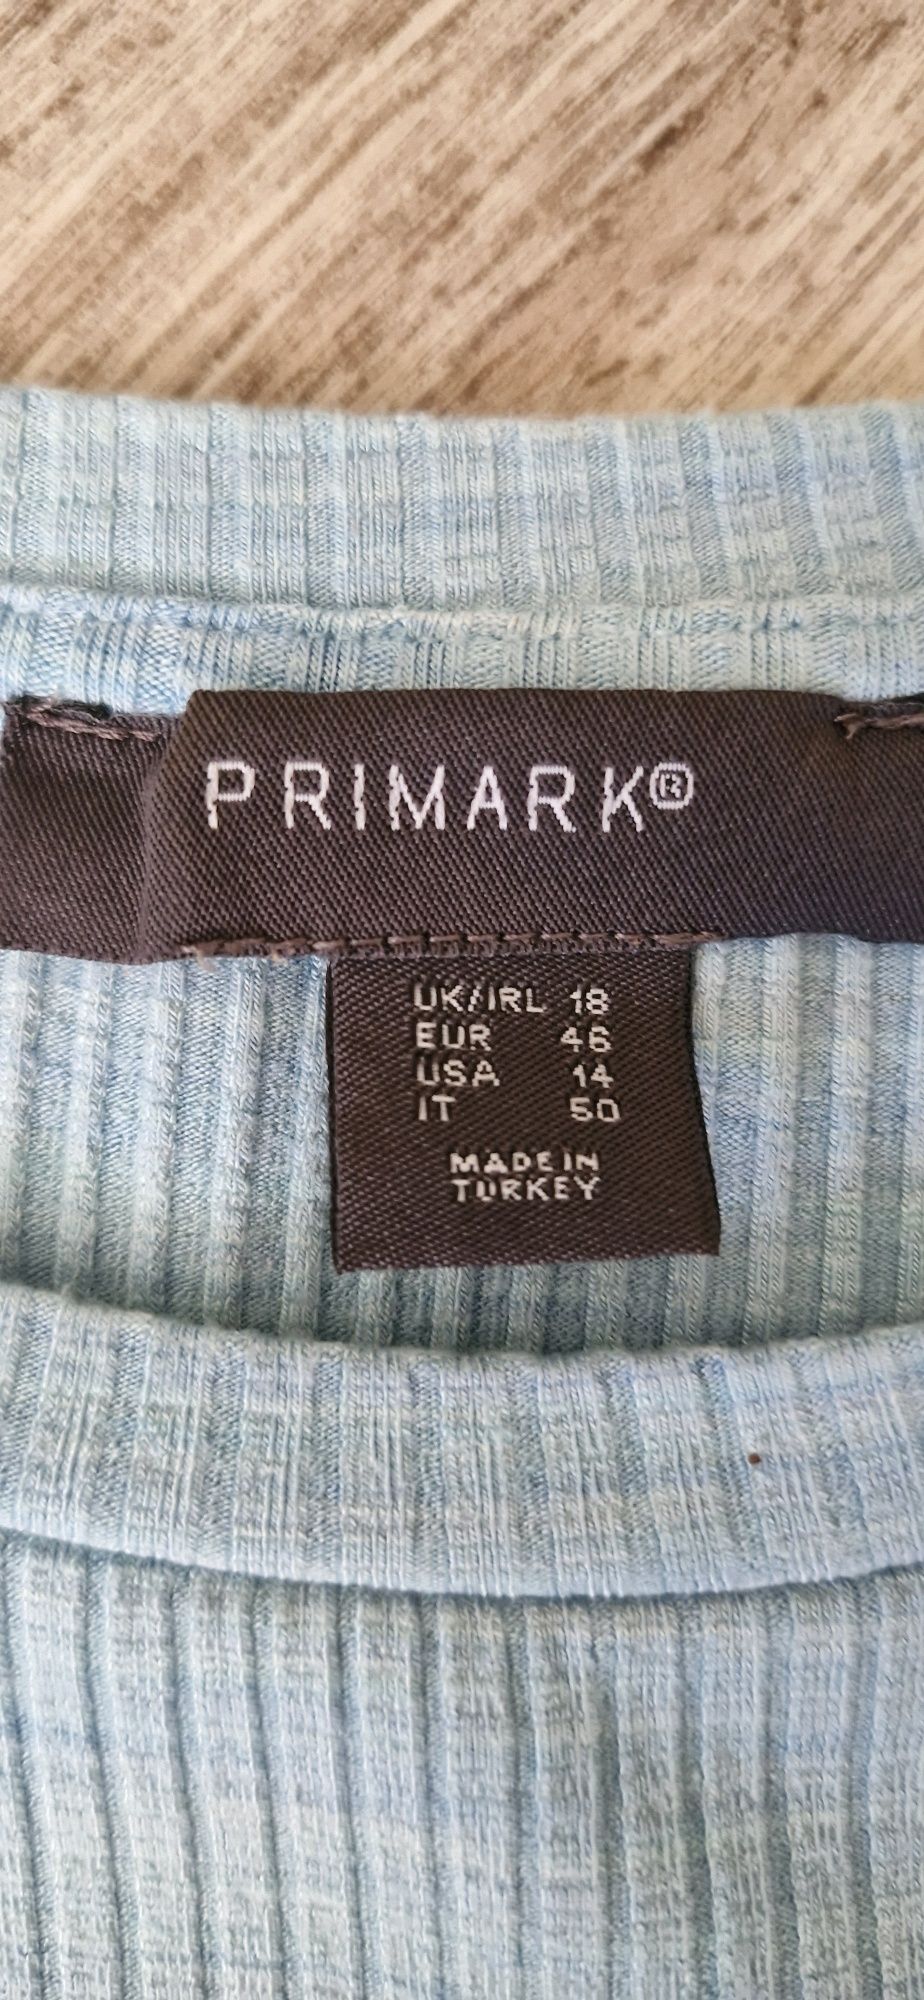 PRIMARK®
UK/IRL 18
EUR 46
USA 14
IT 50
MADE IN
TURKEY